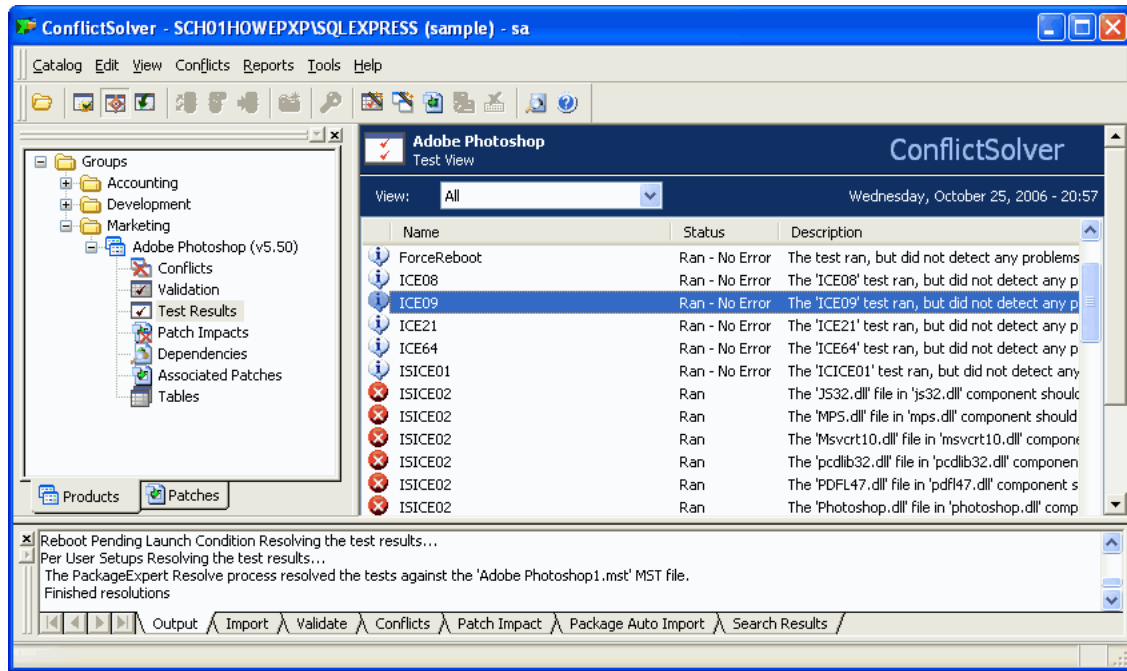 ConflictSolver - SCH01HOWEPXP\SQLEXPRESS (sample) - sa
Catalog Edit View Conflicts Reports Tools Help
Groups
Accounting
Development
Marketing
Adobe Photoshop (v5.50)
Conflicts
Validation
Test Results
Patch Impacts
Dependencies
Associated Patches
Tables
Products Patches
Adobe Photoshop
Test View
ConflictSolver
View: All Wednesday, October 25, 2006 - 20:57
Name Status Description
ForceReboot Ran - No Error The test ran, but did not detect any problems
ICE08 Ran - No Error The 'ICE08' test ran, but did not detect any p
ICE09 Ran - No Error The 'ICE09' test ran, but did not detect any p
ICE21 Ran - No Error The 'ICE21' test ran, but did not detect any p
ICE64 Ran - No Error The 'ICE64' test ran, but did not detect any p
ISICE01 Ran - No Error The 'ICICE01' test ran, but did not detect any
ISICE02 Ran The 'JS32.dll' file in 'js32.dll' component should
ISICE02 Ran The 'MPS.dll' file in 'mps.dll' component should
ISICE02 Ran The 'Msvcrt10.dll' file in 'msvcrt10.dll' compone
ISICE02 Ran The 'pcdlib32.dll' file in 'pcdlib32.dll' componen
ISICE02 Ran The 'PDFL47.dll' file in 'pdfl47.dll' component s
ISICE02 Ran The 'Photoshop.dll' file in 'photoshop.dll' comp
Reboot Pending Launch Condition Resolving the test results...
Per User Setups Resolving the test results...
The PackageExpert Resolve process resolved the tests against the 'Adobe Photoshop1.mst' MST file.
Finished resolutions
Output Import Validate Conflicts Patch Impact Package Auto Import Search Results